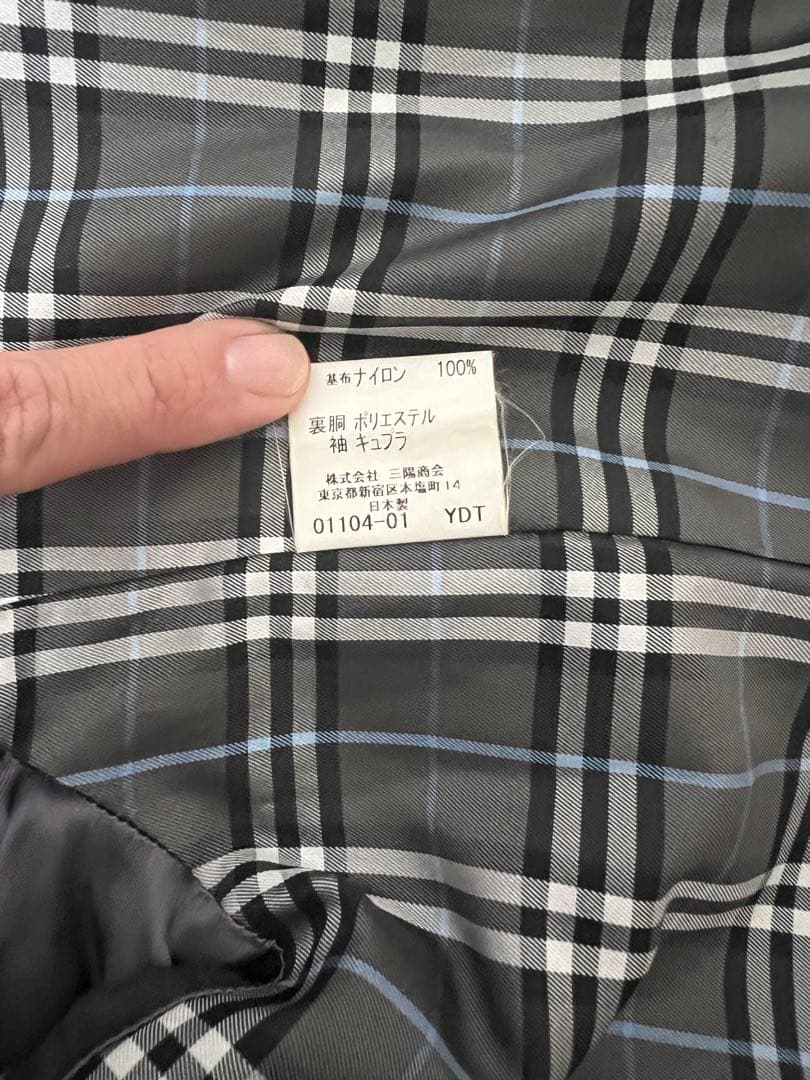 基布ナイロン 100%
裏胴 ポリエステル
袖 キュプラ
株式会社 三陽商会
東京都新宿区本塩町14
日本製
01104-01 YDT